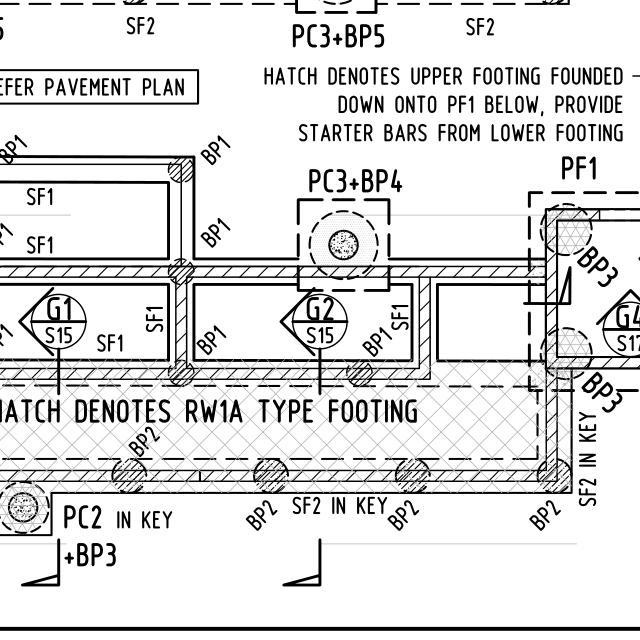 SF2
PC3+BP5
SF2
EFER PAVEMENT PLAN
HATCH DENOTES UPPER FOOTING FOUNDED
DOWN ONTO PF1 BELOW, PROVIDE
STARTER BARS FROM LOWER FOOTING
BP1
BP1
PC3+BP4
PF1
SF1
BP1
SF1
BP3
G1
S15
SF1
SF1
BP1
G2
S15
SF1
BP1
G4
S17
BP3
HATCH DENOTES RW1A TYPE FOOTING
BP2
SF2 IN KEY
PC2 IN KEY
+BP3
BP2
SF2 IN KEY
BP2
BP2